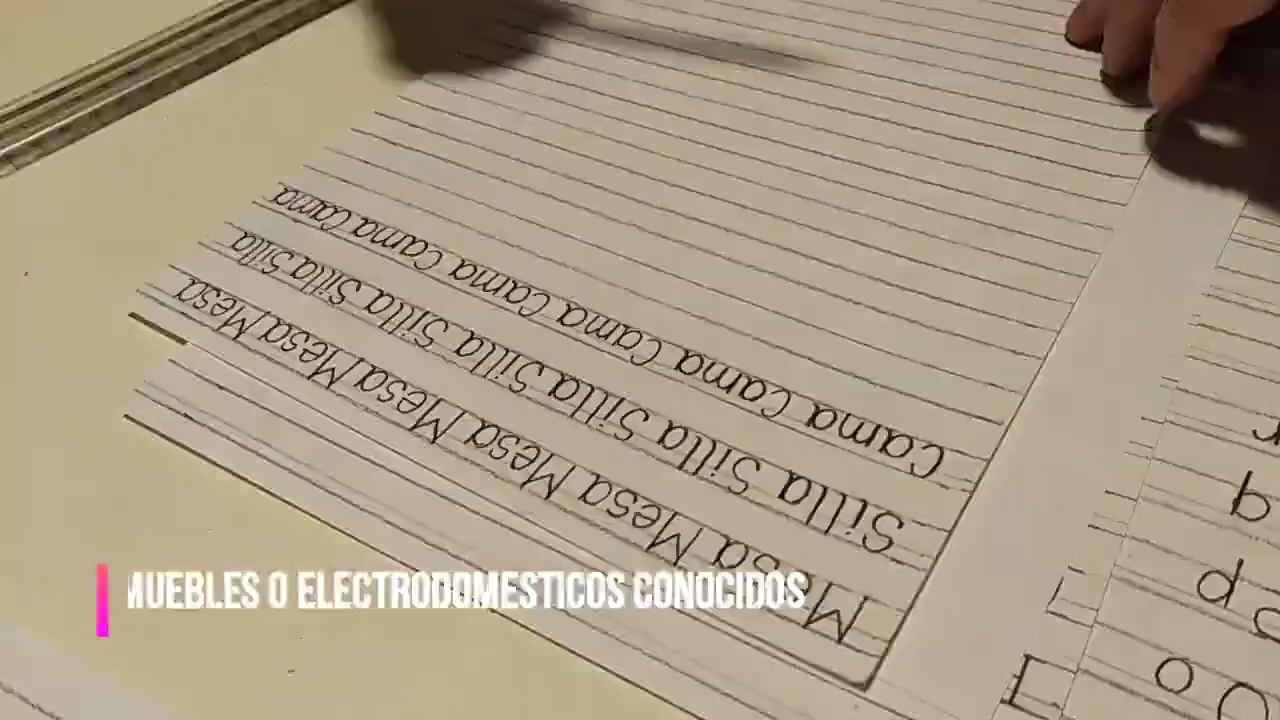 Mesa Mesa Mesa Mesa Mesa Mesa
Silla Silla Silla Silla Silla Silla Silla
Cama Cama Cama Cama Cama Cama
MUEBLES O ELECTRODOMESTICOS CONOCIDOS